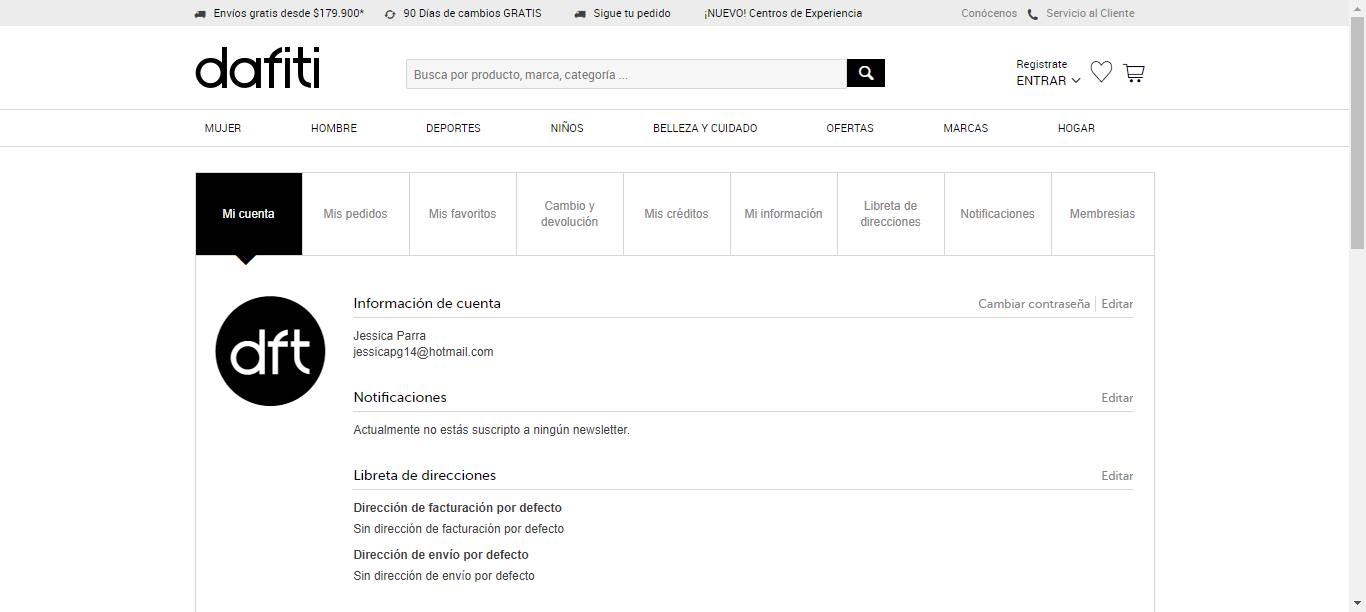 Envíos gratis desde $179.900* 90 Días de cambios GRATIS Sigue tu pedido ¡NUEVO! Centros de Experiencia Conócenos Servicio al Cliente
dafiti
Busca por producto, marca, categoría ...
Registrate
ENTRAR
MUJER HOMBRE DEPORTES NIÑOS BELLEZA Y CUIDADO OFERTAS MARCAS HOGAR
Mi cuenta
Mis pedidos
Mis favoritos
Cambio y
devolución
Mis créditos
Mi información
Libreta de
direcciones
Notificaciones
Membresias
dft
Información de cuenta Cambiar contraseña | Editar
Jessica Parra
jessicapg14@hotmail.com
Notificaciones Editar
Actualmente no estás suscripto a ningún newsletter.
Libreta de direcciones Editar
Dirección de facturación por defecto
Sin dirección de facturación por defecto
Dirección de envío por defecto
Sin dirección de envío por defecto